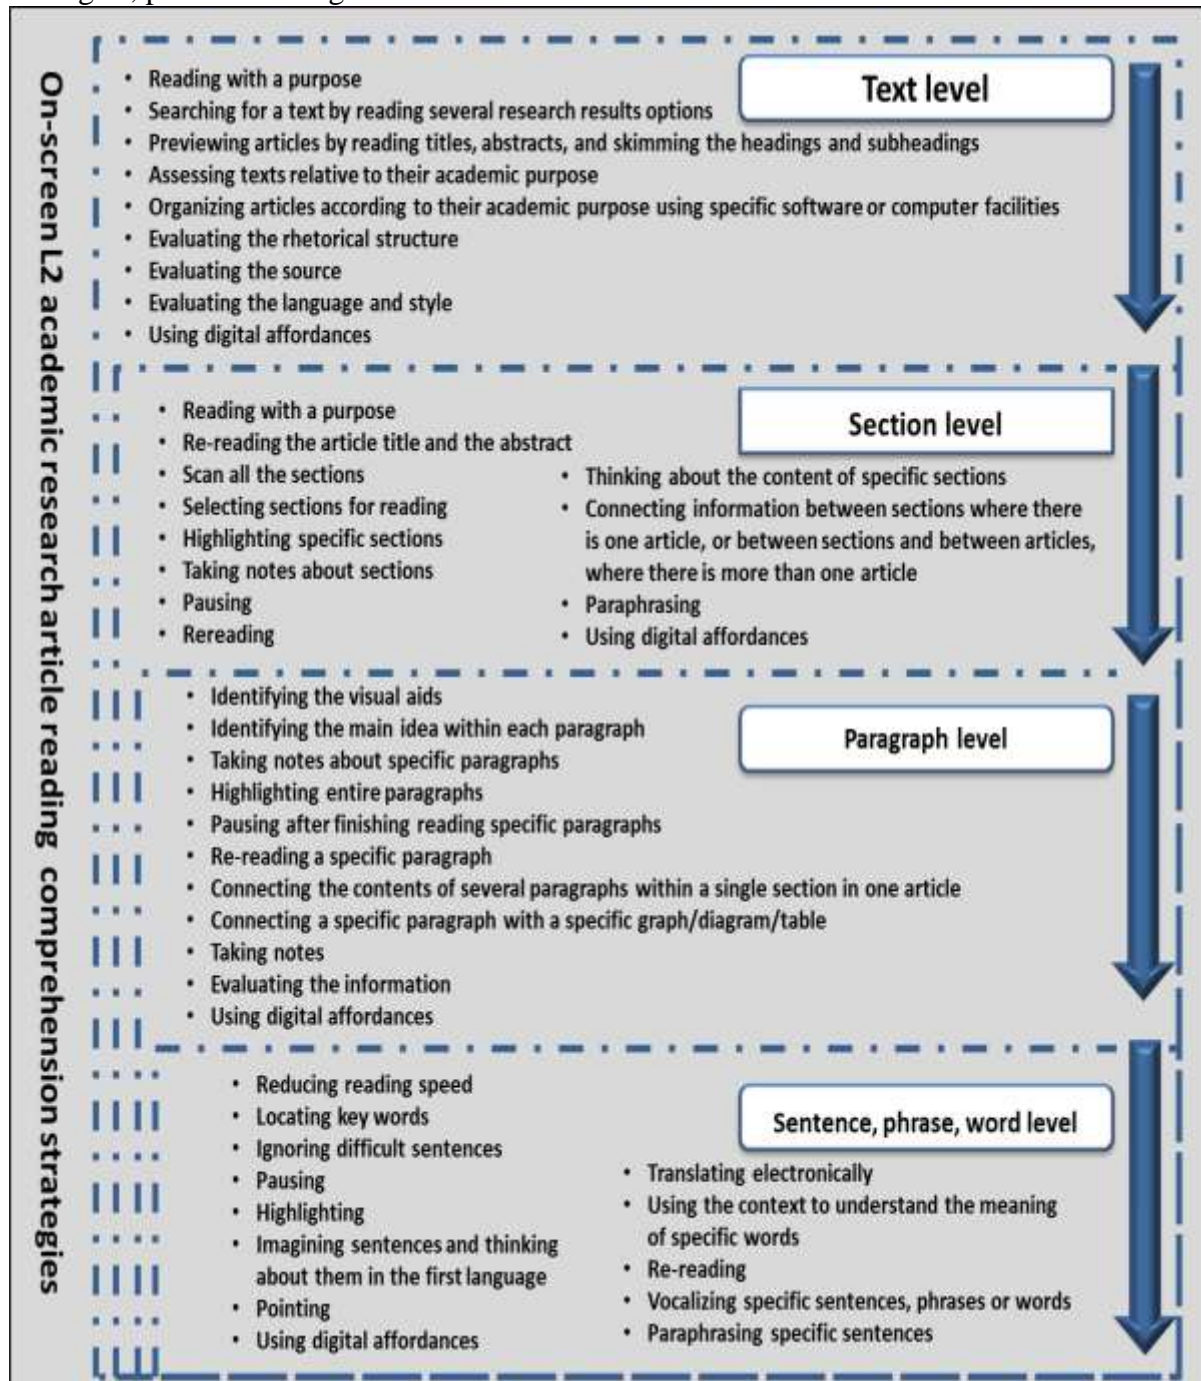 On-screen L2 academic research article reading comprehension strategies
Text level
• Reading with a purpose
• Searching for a text by reading several research results options
• Previewing articles by reading titles, abstracts, and skimming the headings and subheadings
• Assessing texts relative to their academic purpose
• Organizing articles according to their academic purpose using specific software or computer facilities
• Evaluating the rhetorical structure
• Evaluating the source
• Evaluating the language and style
• Using digital affordances
Section level
• Reading with a purpose
• Re-reading the article title and the abstract
• Scan all the sections
• Selecting sections for reading
• Highlighting specific sections
• Taking notes about sections
• Pausing
• Rereading
• Thinking about the content of specific sections
• Connecting information between sections where there
is one article, or between sections and between articles,
where there is more than one article
• Paraphrasing
• Using digital affordances
Paragraph level
• Identifying the visual aids
• Identifying the main idea within each paragraph
• Taking notes about specific paragraphs
• Highlighting entire paragraphs
• Pausing after finishing reading specific paragraphs
• Re-reading a specific paragraph
• Connecting the contents of several paragraphs within a single section in one article
• Connecting a specific paragraph with a specific graph/diagram/table
• Taking notes
• Evaluating the information
• Using digital affordances
Sentence, phrase, word level
• Reducing reading speed
• Locating key words
• Ignoring difficult sentences
• Pausing
• Highlighting
• Imagining sentences and thinking
about them in the first language
• Pointing
• Using digital affordances
• Translating electronically
• Using the context to understand the meaning
of specific words
• Re-reading
• Vocalizing specific sentences, phrases or words
• Paraphrasing specific sentences